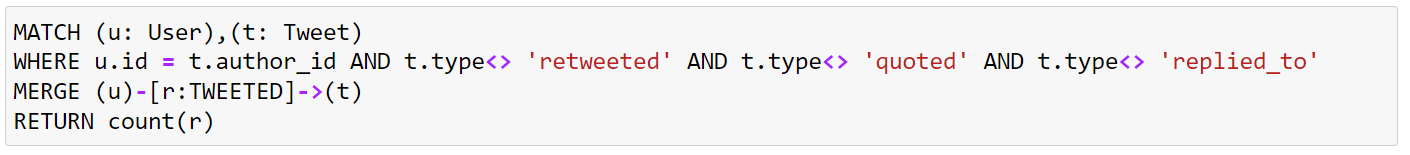 MATCH (u: User),(t: Tweet)
WHERE u.id = t.author_id AND t.type<> 'retweeted' AND t.type<> 'quoted' AND t.type<> 'replied_to'
MERGE (u)-[r:TWEETED]->(t)
RETURN count(r)